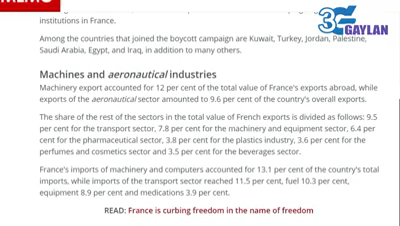 MEMO
institutions in France.
3E GAYLAN
Among the countries that joined the boycott campaign are Kuwait, Turkey, Jordan, Palestine,
Saudi Arabia, Egypt, and Iraq, in addition to many others.
Machines and aeronautical industries
Machinery export accounted for 12 per cent of the total value of France's exports abroad, while
exports of the aeronautical sector amounted to 9.6 per cent of the country's overall exports.
The share of the rest of the sectors in the total value of French exports is divided as follows: 9.5
per cent for the transport sector, 7.8 per cent for the machinery and equipment sector, 6.4 per
cent for the pharmaceutical sector, 3.8 per cent for the plastics industry, 3.6 per cent for the
perfumes and cosmetics sector and 3.5 per cent for the beverages sector.
France's imports of machinery and computers accounted for 13.1 per cent of the country's total
imports, while imports of the transport sector reached 11.5 per cent, fuel 10.3 per cent,
equipment 8.9 per cent and medications 3.9 per cent.
READ: France is curbing freedom in the name of freedom